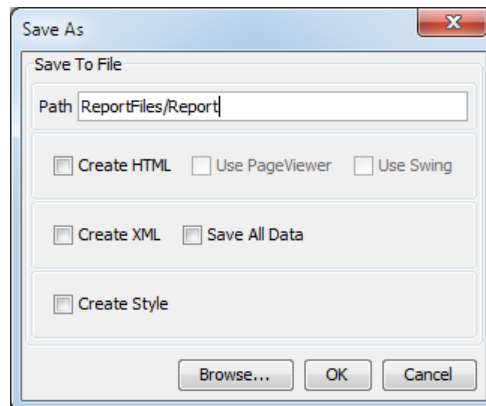 Save As
Save To File
Path ReportFiles/Report
Create HTML Use PageViewer Use Swing
Create XML Save All Data
Create Style
Browse... OK Cancel